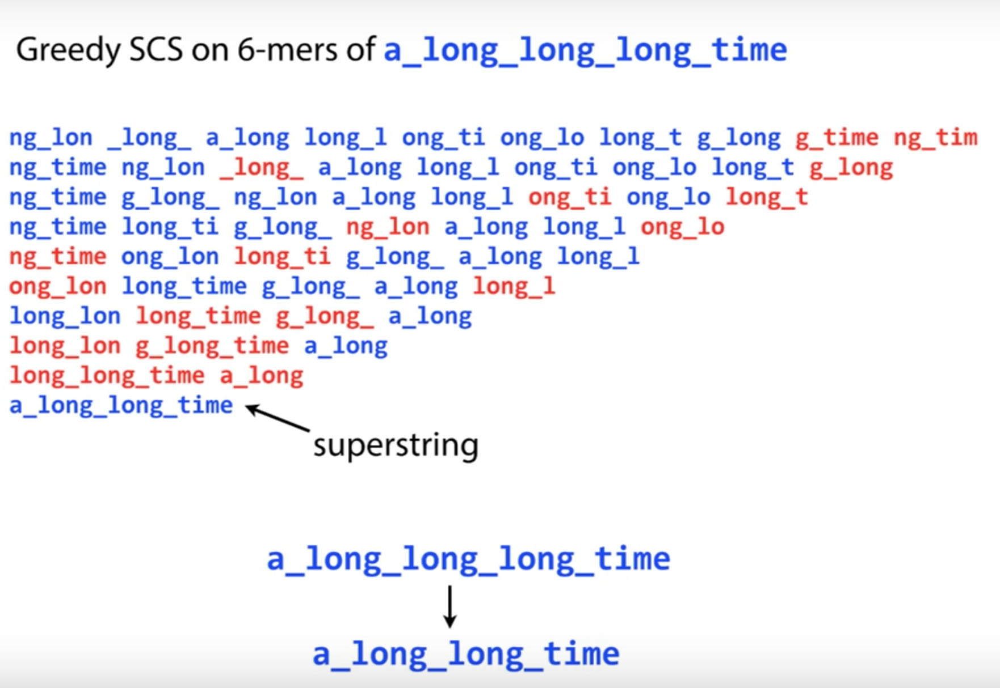 Greedy SCS on 6-mers of a_long_long_long_time
ng_lon _long_ a_long long_l ong_ti ong_lo long_t g_long g_time ng_tim
ng_time ng_lon _long_ a_long long_l ong_ti ong_lo long_t g_long
ng_time g_long_ ng_lon a_long long_l ong_ti ong_lo long_t
ng_time long_ti g_long_ ng_lon a_long long_l ong_lo
ng_time ong_lon long_ti g_long_ a_long long_l
ong_lon long_time g_long_ a_long long_l
long_lon long_time g_long_ a_long
long_lon g_long_time a_long
long_long_time a_long
a_long_long_time
superstring
a_long_long_long_time
a_long_long_time